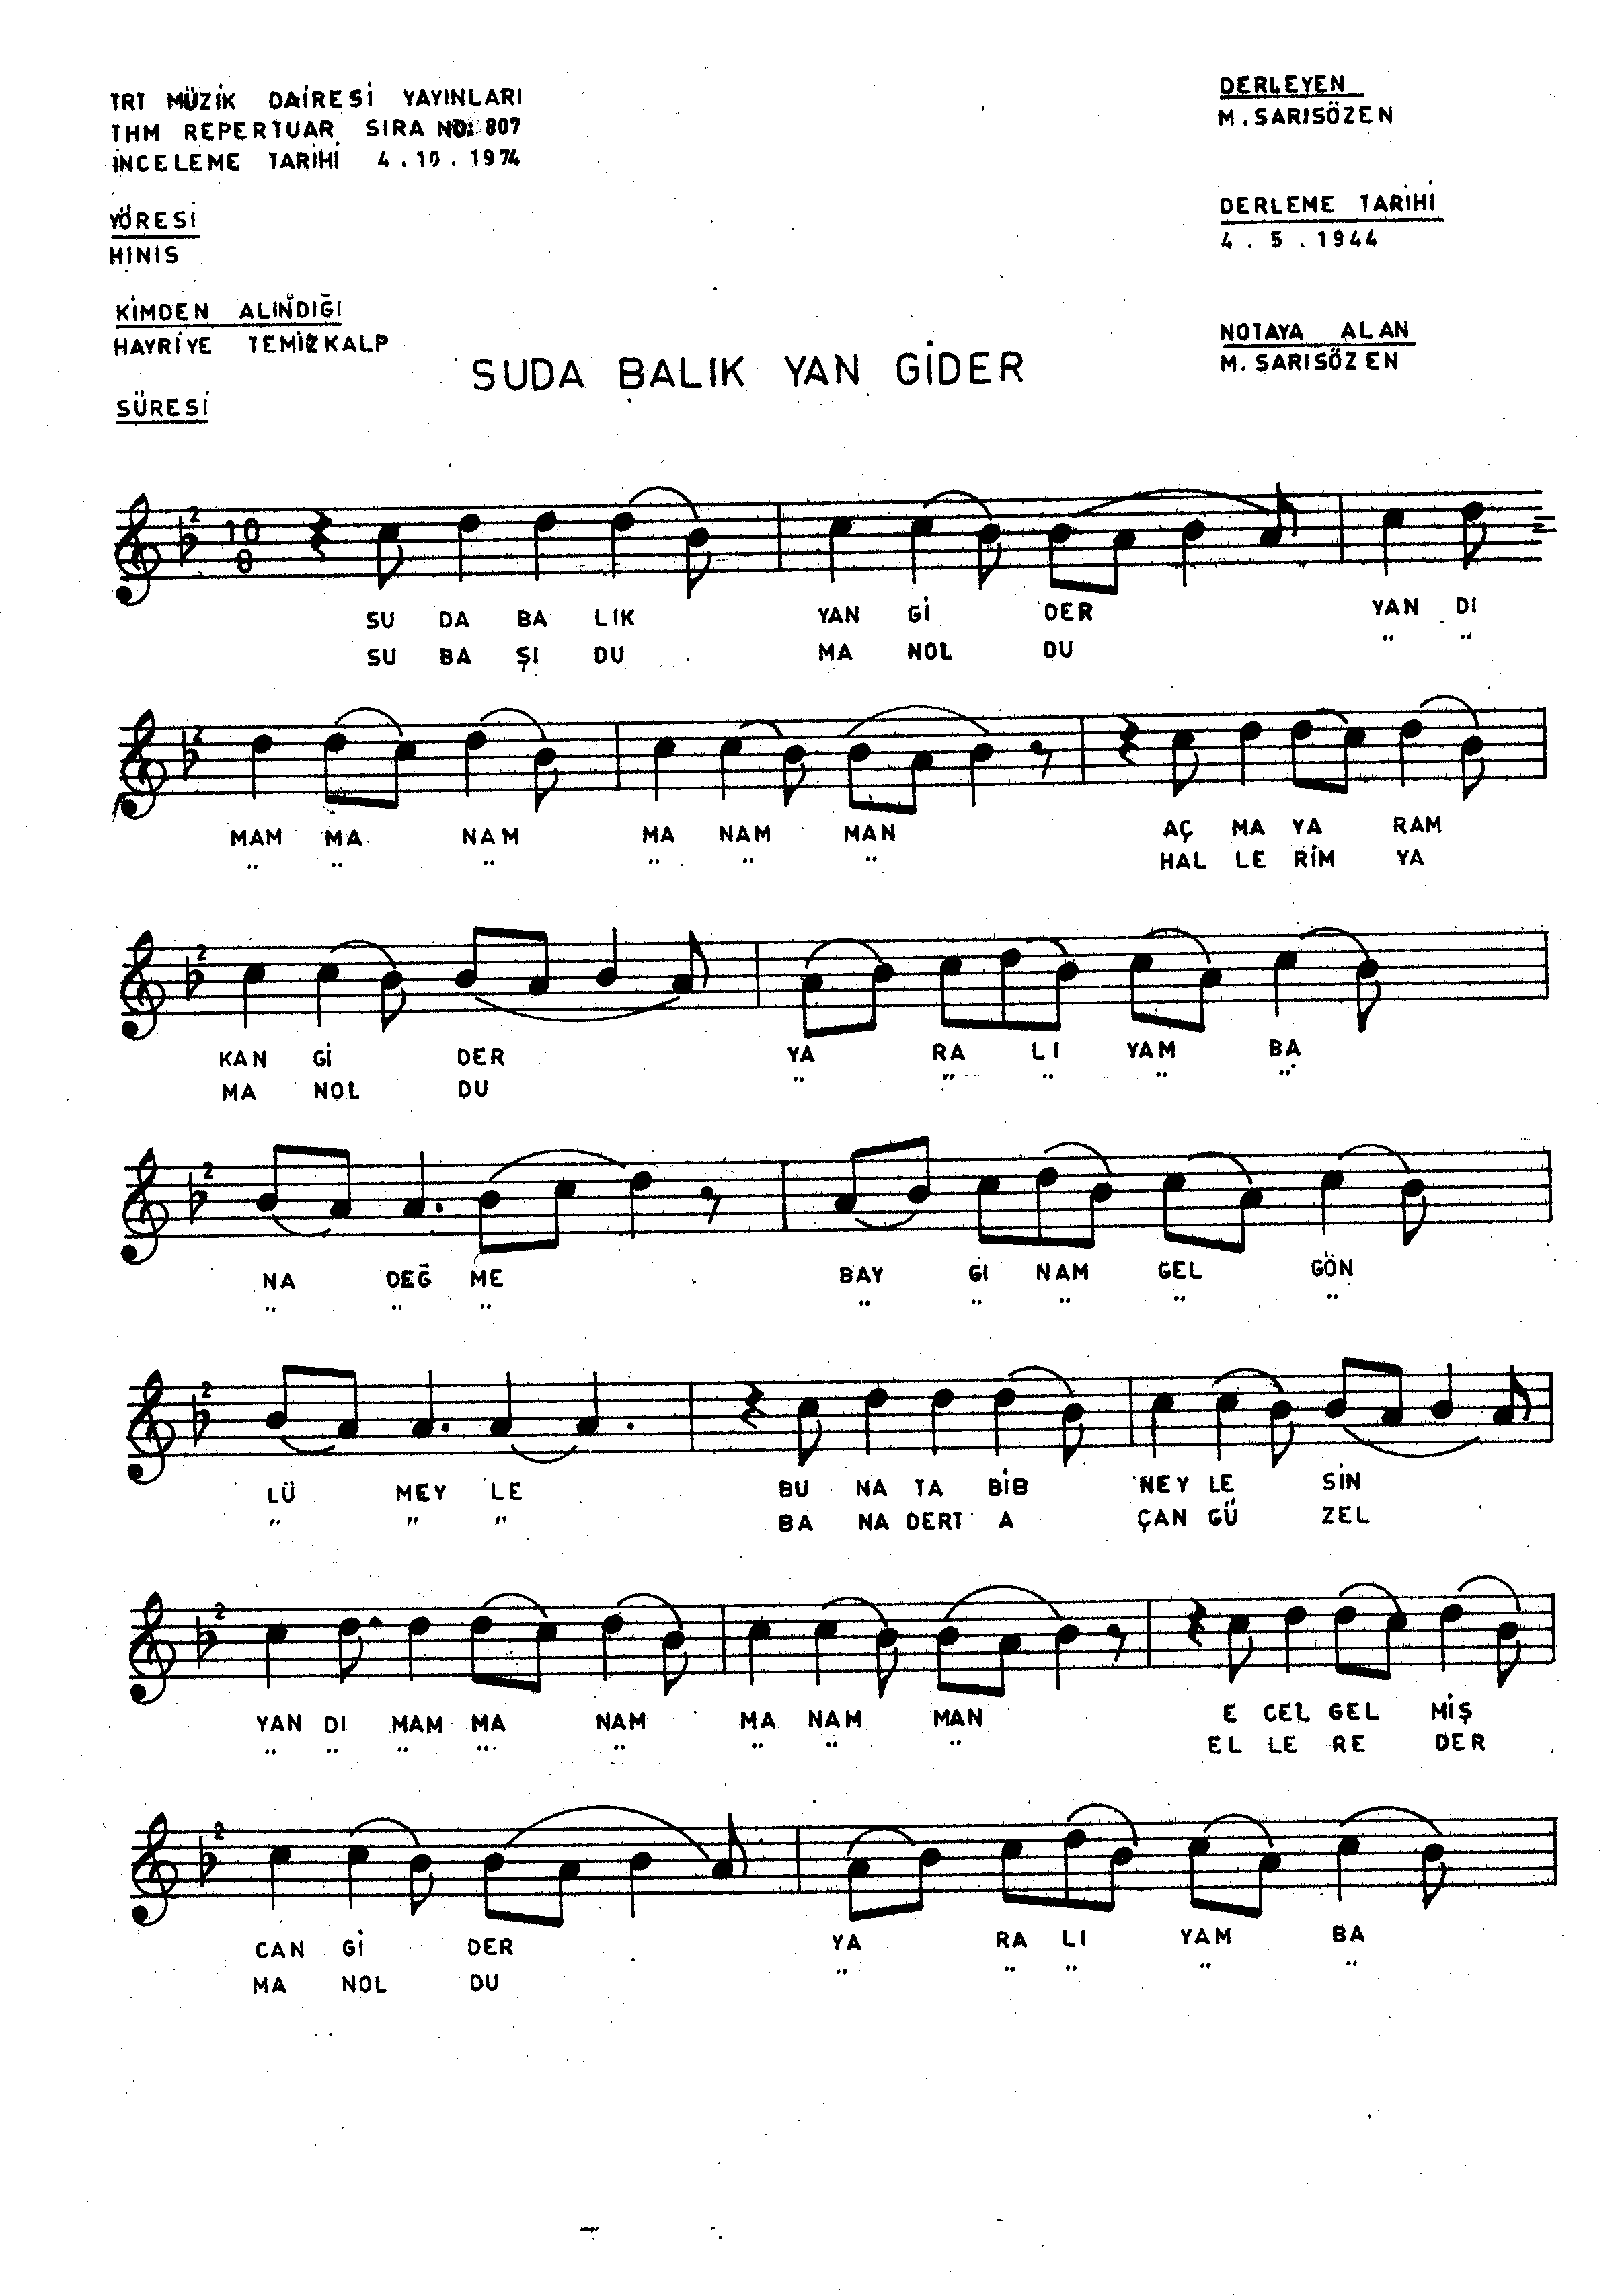 TRT MÜZİK DAİRESİ YAYINLARI
THM REPERTUAR SIRA NO: 807
İNCELEME TARİHİ 4.10.1974
DERLEYEN
M.SARISÖZEN
YÖRESİ
HINIS
DERLEME TARİHİ
4.5.1944
KİMDEN ALINDIĞI
HAYRİYE TEMİZKALP
NOTAYA ALAN
M. SARISÖZEN
SUDA BALIK YAN GİDER
SÜRESİ
2 10 8
SU DA BA LIK YAN Gİ DER YAN DI
SU BA ŞI DU MA NOL DU " "
2
MAM MA NAM MA NAM MAN AÇ MA YA RAM
" " " " " " HAL LE RİM YA
2
KAN Gİ DER YA RA LI YAM BA
MA NOL DU " " " " "
2
NA DEĞ ME BAY GI NAM GEL GÖN
" " " " " " " "
2
LÜ MEY LE BU NA TA BİB NEY LE SİN
" " " BA NA DERT A ÇAN GÜ ZEL
2
YAN DI MAM MA NAM MA NAM MAN E CEL GEL MİŞ
" " " " " " " " EL LE RE DER
2
CAN Gİ DER YA RA LI YAM BA
MA NOL DU " " " " "